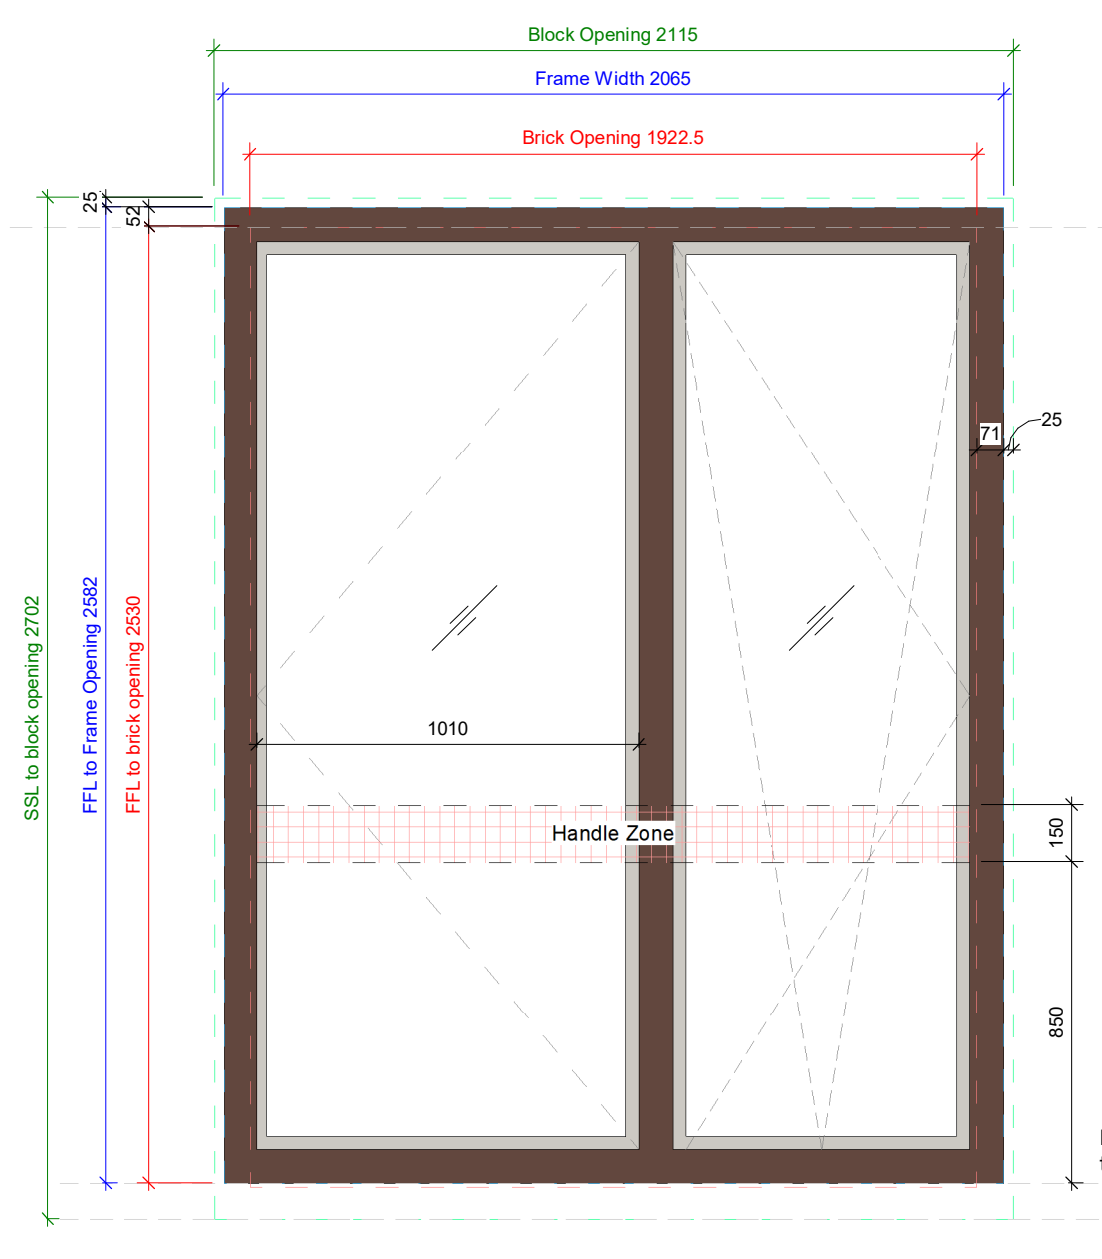 Block Opening 2115
Frame Width 2065
Brick Opening 1922.5
25
52
71
25
SSL to block opening 2702
FFL to Frame Opening 2582
FFL to brick opening 2530
1010
Handle Zone
150
850